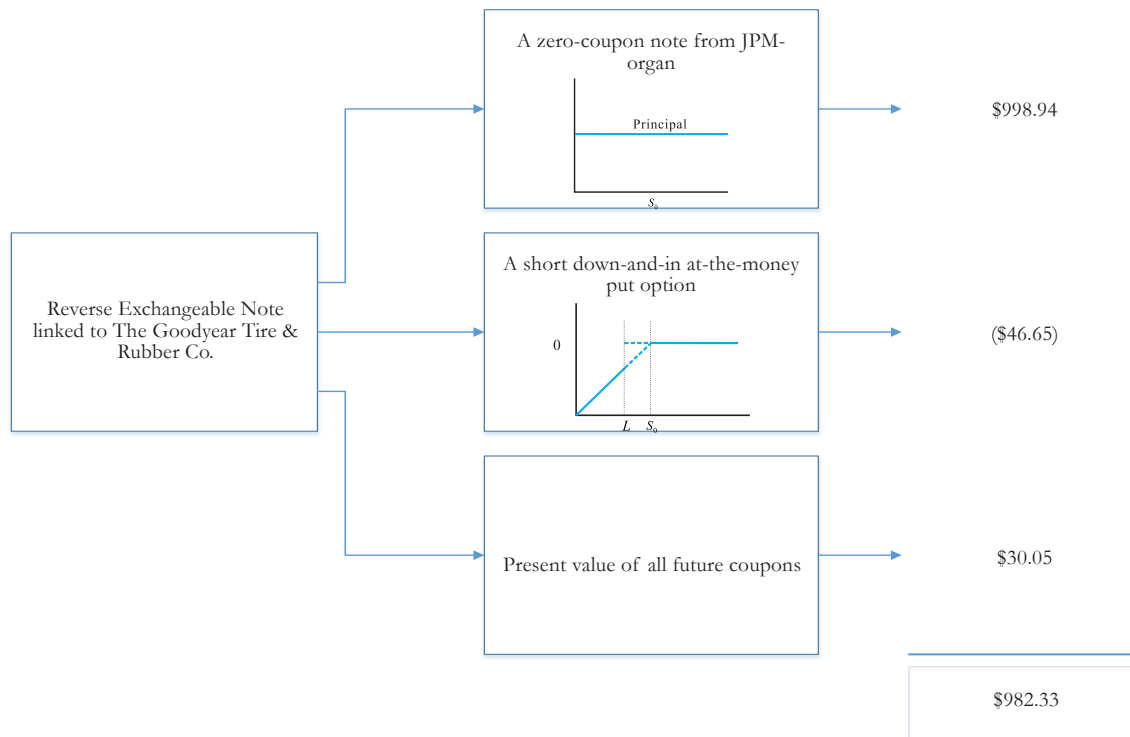 A zero-coupon note from JPM-
organ
Principal
S₀
$998.94
Reverse Exchangeable Note
linked to The Goodyear Tire &
Rubber Co.
A short down-and-in at-the-money
put option
0
L
S₀
($46.65)
Present value of all future coupons
$30.05
$982.33